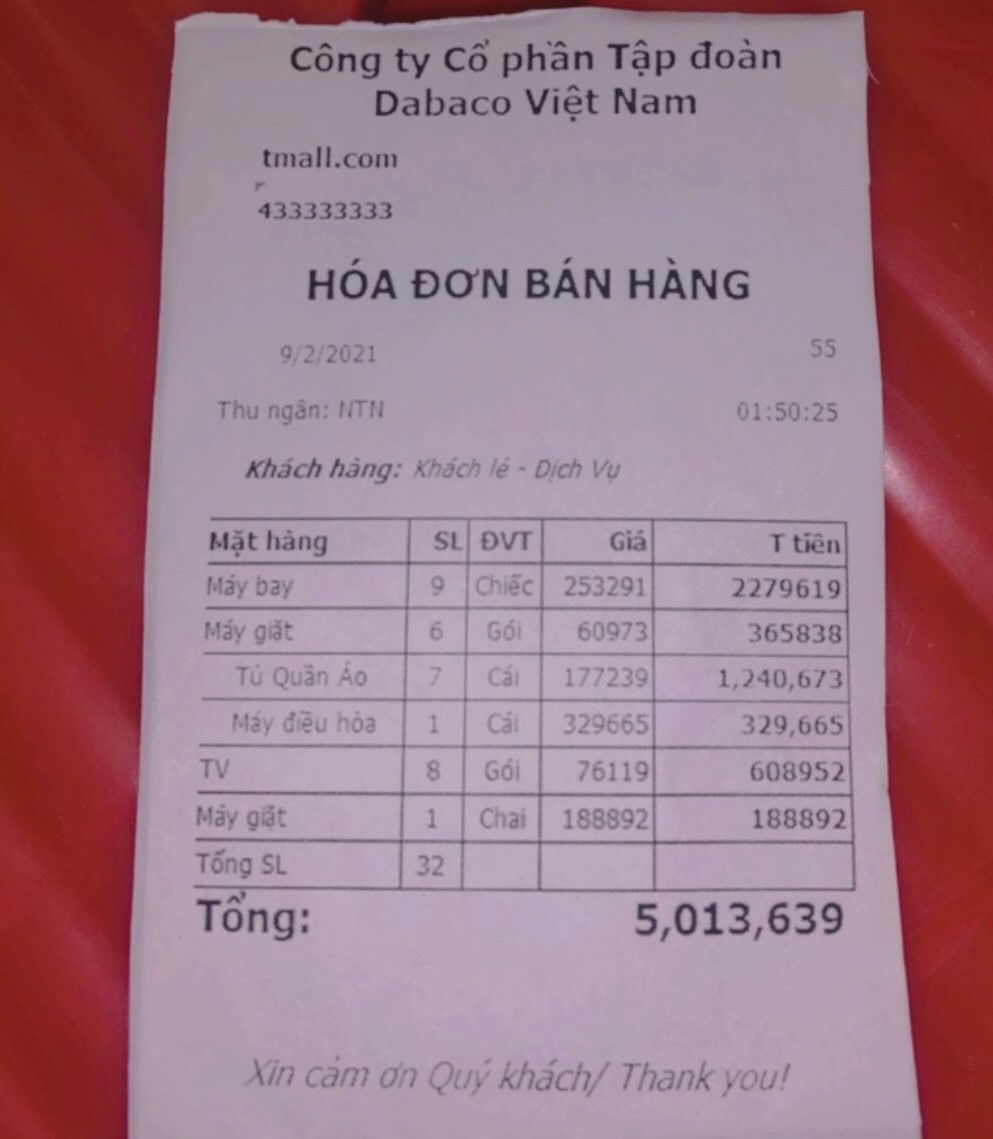 Công ty Cổ phần Tập đoàn
Dabaco Việt Nam
tmall.com
433333333
HÓA ĐƠN BÁN HÀNG
9/2/2021 55
Thu ngân: NTN 01:50:25
Khách hàng: Khách lẻ - Dịch Vụ
Mặt hàng SL ĐVT Giá T tiền
Máy bay 9 Chiếc 253291 2279619
Máy giặt 6 Gói 60973 365838
Tủ Quần Áo 7 Cái 177239 1,240,673
Máy điều hòa 1 Cái 329665 329,665
TV 8 Gói 76119 608952
Máy giặt 1 Chai 188892 188892
Tổng SL 32
Tổng: 5,013,639
Xin cảm ơn Quý khách/ Thank you!